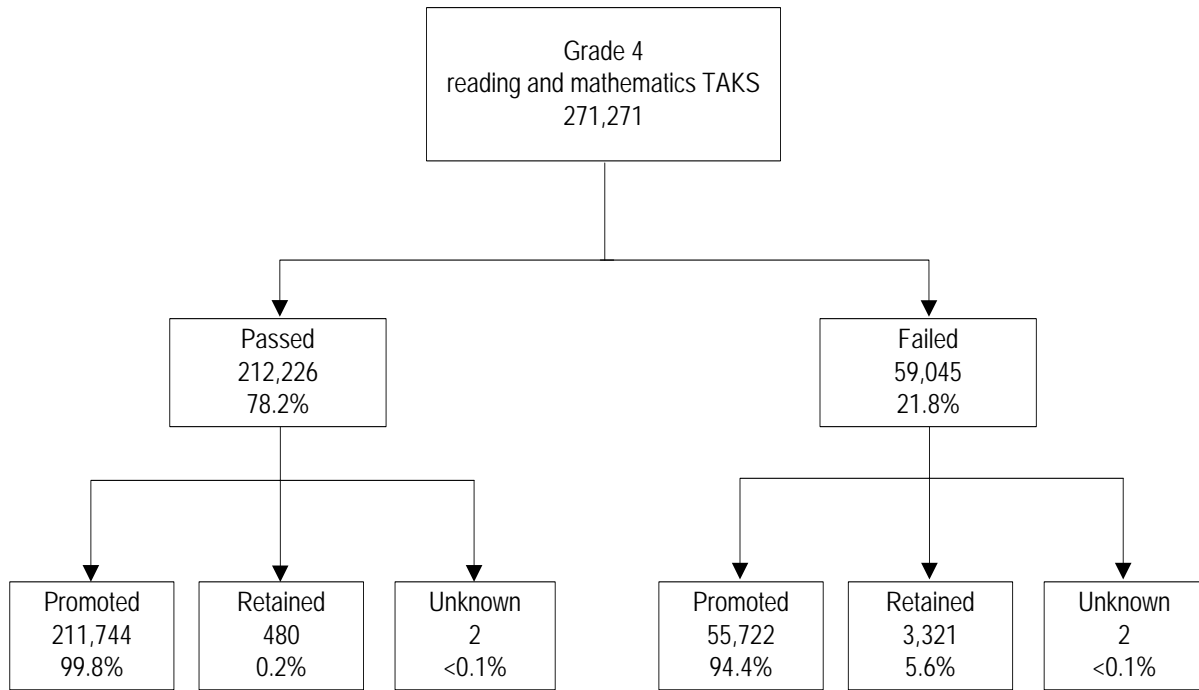 Grade 4
reading and mathematics TAKS
271,271
Passed
212,226
78.2%
Failed
59,045
21.8%
Promoted
211,744
99.8%
Retained
480
0.2%
Unknown
2
<0.1%
Promoted
55,722
94.4%
Retained
3,321
5.6%
Unknown
2
<0.1%